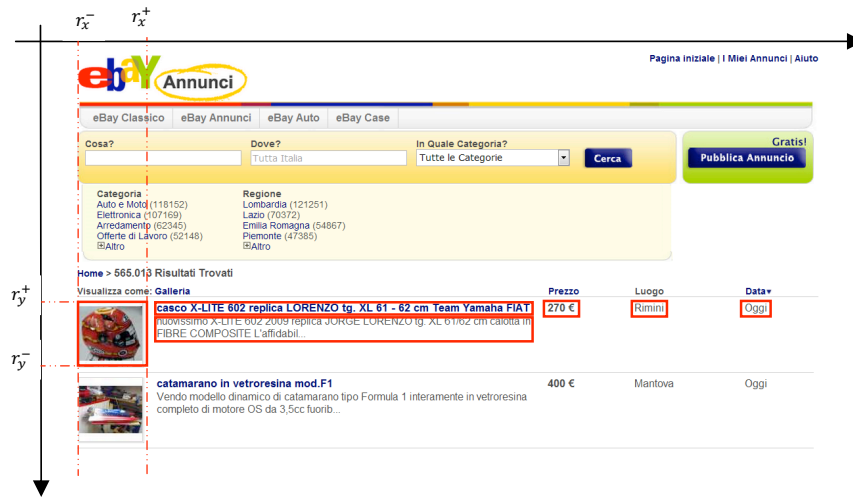 r_x^- r_x^+
Pagina iniziale | I Miei Annunci | Aiuto
ebaY Annunci
eBay Classico eBay Annunci eBay Auto eBay Case
Cosa? Dove? In Quale Categoria? Gratis!
Tutta Italia Tutte le Categorie Cerca Pubblica Annuncio
Categoria Regione
Auto e Moto (118152) Lombardia (121251)
Elettronica (107169) Lazio (70372)
Arredamento (62345) Emilia Romagna (54867)
Offerte di Lavoro (52148) Piemonte (47385)
Altro Altro
Home > 565.013 Risultati Trovati
Visualizza come: Galleria Prezzo Luogo Data
r_y^+
casco X-LITE 602 replica LORENZO tg. XL 61 - 62 cm Team Yamaha FIAT 270 € Rimini Oggi
nuovissimo X-LITE 602 2009 replica JORGE LORENZO tg. XL 61/62 cm calotta in
FIBRE COMPOSITE L'affidabil...
r_y^-
catamarano in vetroresina mod.F1 400 € Mantova Oggi
Vendo modello dinamico di catamarano tipo Formula 1 interamente in vetroresina
completo di motore OS da 3,5cc fuorib...